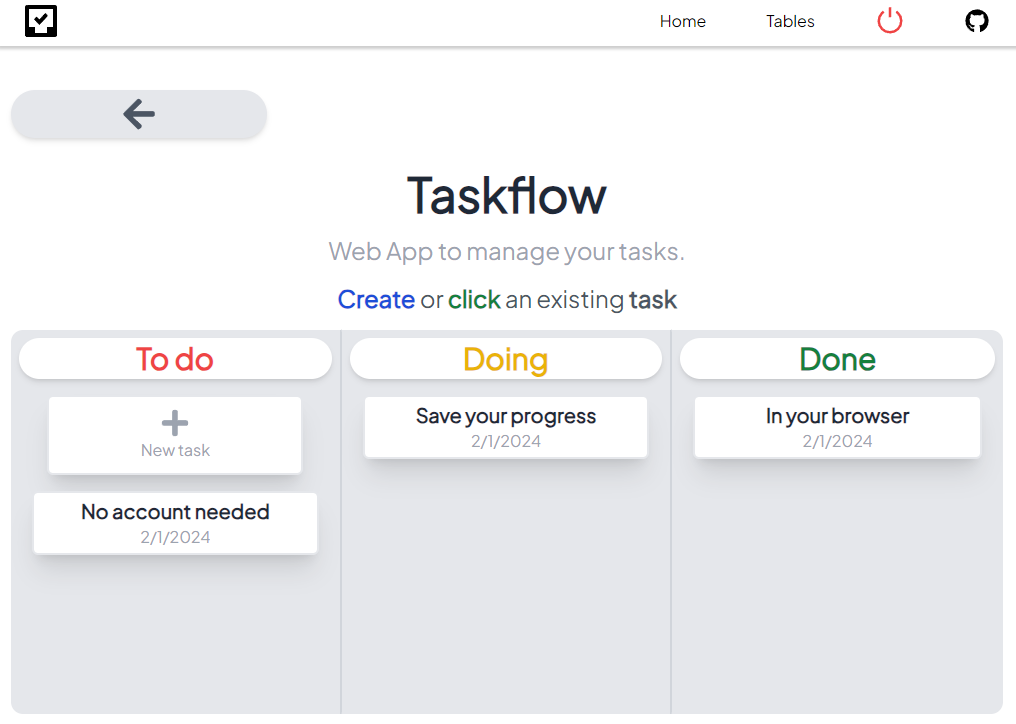 Home Tables
Taskflow
Web App to manage your tasks.
Create or click an existing task
To do
New task
No account needed
2/1/2024
Doing
Save your progress
2/1/2024
Done
In your browser
2/1/2024